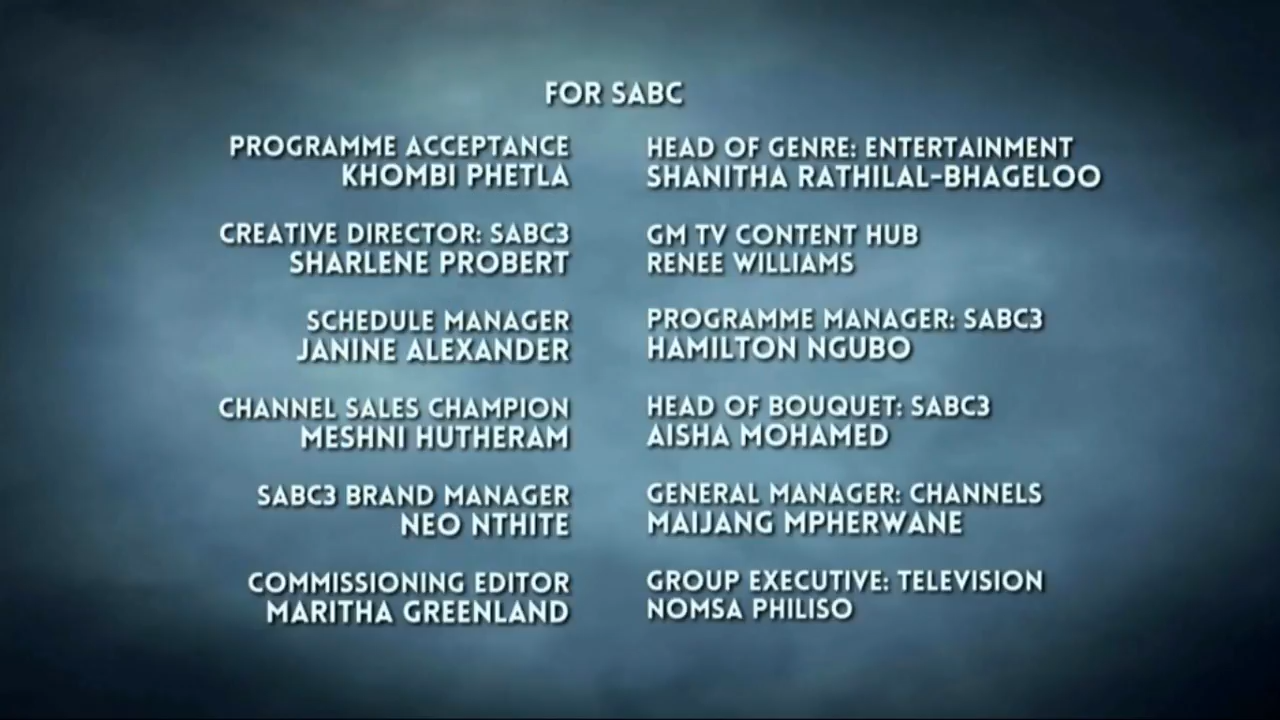 FOR SABC
PROGRAMME ACCEPTANCE
KHOMBI PHETLA
CREATIVE DIRECTOR: SABC3
SHARLENE PROBERT
SCHEDULE MANAGER
JANINE ALEXANDER
CHANNEL SALES CHAMPION
MESHNI HUTHERAM
SABC3 BRAND MANAGER
NEO NTHITE
COMMISSIONING EDITOR
MARITHA GREENLAND
HEAD OF GENRE: ENTERTAINMENT
SHANITHA RATHILAL-BHAGELOO
GM TV CONTENT HUB
RENEE WILLIAMS
PROGRAMME MANAGER: SABC3
HAMILTON NGUBO
HEAD OF BOUQUET: SABC3
AISHA MOHAMED
GENERAL MANAGER: CHANNELS
MAIJANG MPHERWANE
GROUP EXECUTIVE: TELEVISION
NOMSA PHILISO